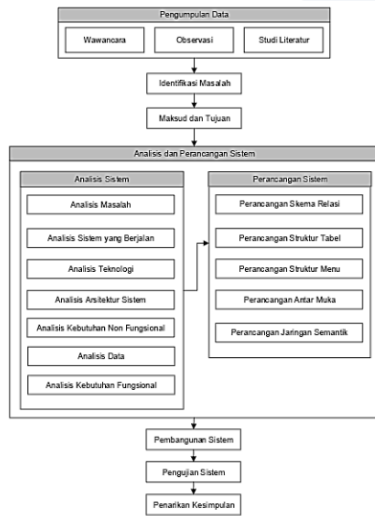 Pengumpulan Data
Wawancara
Observasi
Studi Literatur
Identifikasi Masalah
Maksud dan Tujuan
Analisis dan Perancangan Sistem
Analisis Sistem
Analisis Masalah
Analisis Sistem yang Berjalan
Analisis Teknologi
Analisis Arsitektur Sistem
Analisis Kebutuhan Non Fungsional
Analisis Data
Analisis Kebutuhan Fungsional
Perancangan Sistem
Perancangan Skema Relasi
Perancangan Struktur Tabel
Perancangan Struktur Menu
Perancangan Antar Muka
Perancangan Jaringan Semantik
Pembangunan Sistem
Pengujian Sistem
Penarikan Kesimpulan